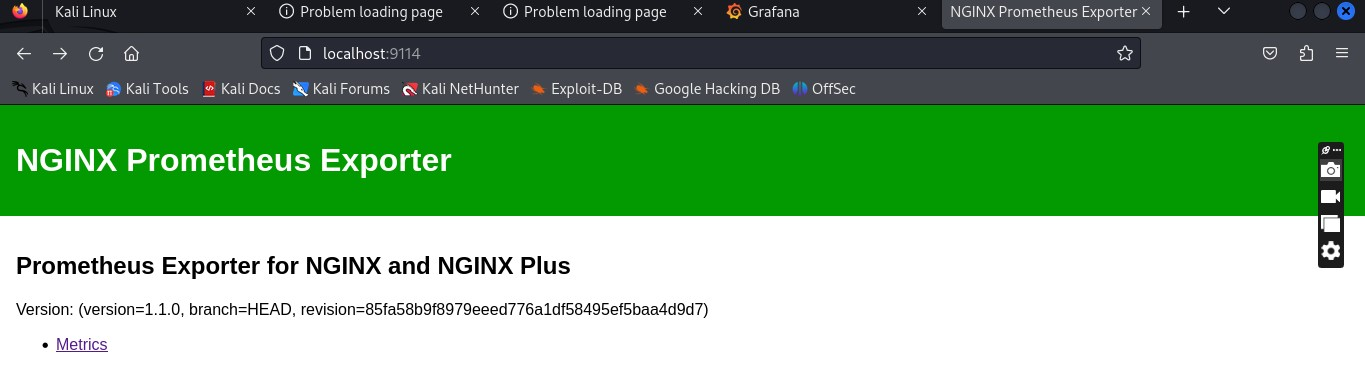 Kali Linux Problem loading page Problem loading page Grafana NGINX Prometheus Exporter
localhost:9114
Kali Linux Kali Tools Kali Docs Kali Forums Kali NetHunter Exploit-DB Google Hacking DB OffSec
NGINX Prometheus Exporter
Prometheus Exporter for NGINX and NGINX Plus
Version: (version=1.1.0, branch=HEAD, revision=85fa58b9f8979eeed776a1df58495ef5baa4d9d7)
• Metrics